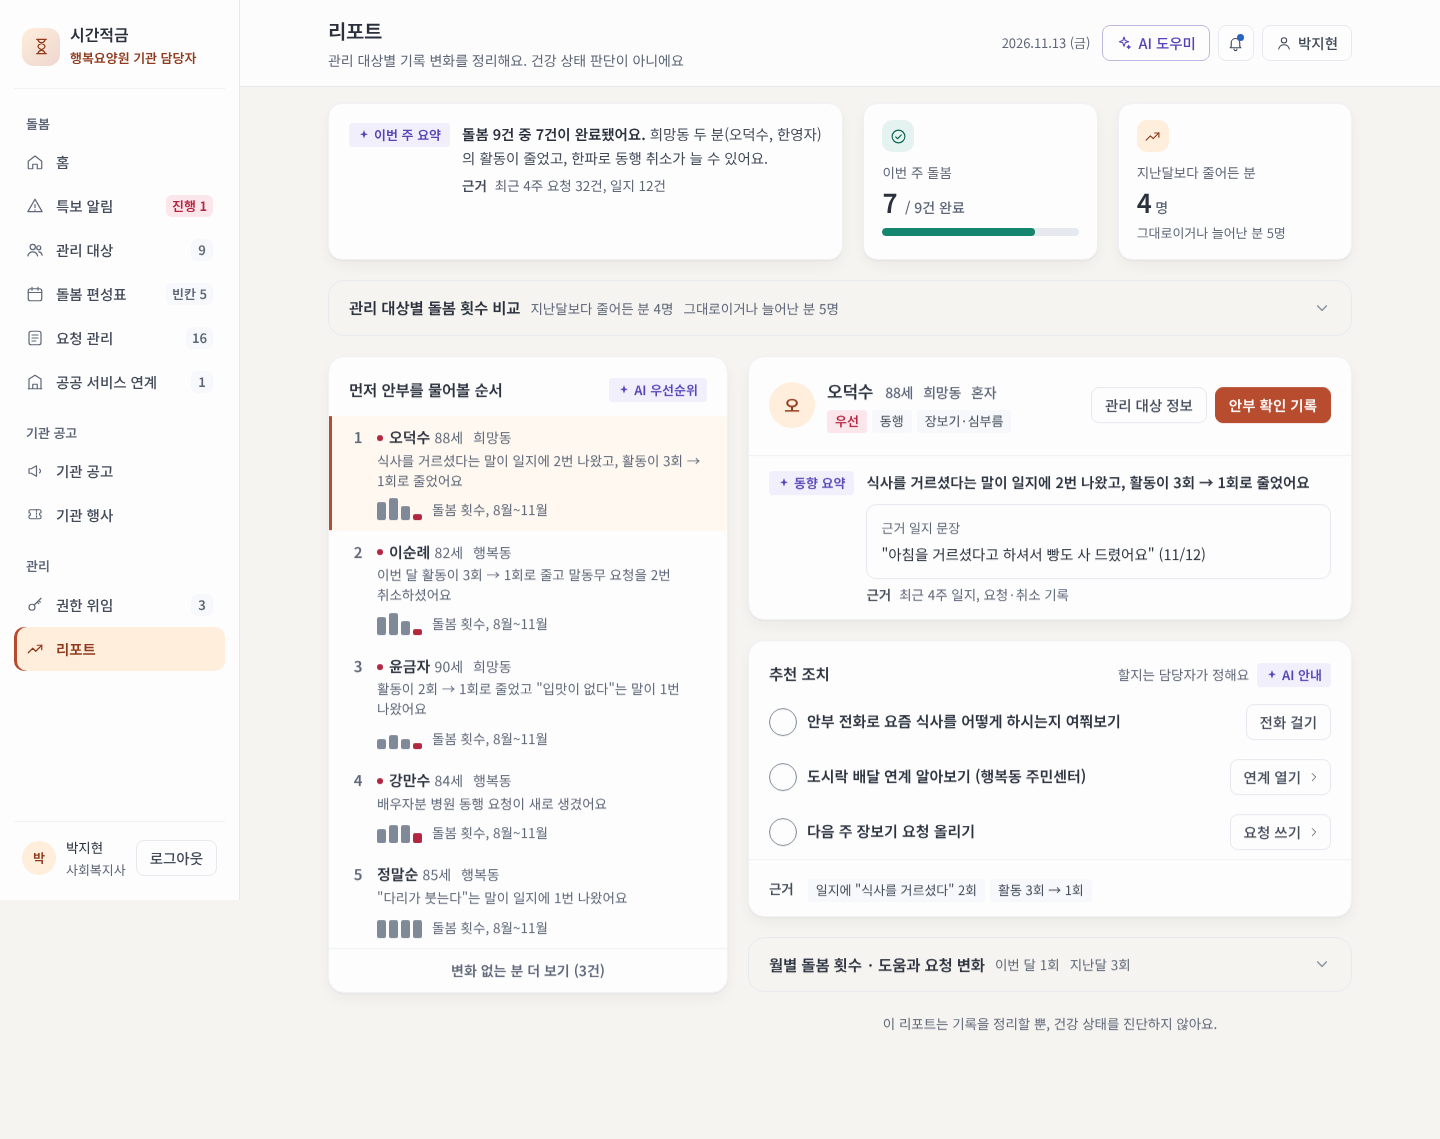 시간적금
행복요양원 기관 담당자
돌봄
홈
특보 알림 진행 1
관리 대상 9
돌봄 편성표 빈칸 5
요청 관리 16
공공 서비스 연계 1
기관 공고
기관 공고
기관 행사
관리
권한 위임 3
리포트
박 박지현
사회복지사
로그아웃
리포트
관리 대상별 기록 변화를 정리해요. 건강 상태 판단이 아니에요
2026.11.13 (금) AI 도우미 박지현
이번 주 요약 돌봄 9건 중 7건이 완료됐어요. 희망동 두 분(오덕수, 한영자)
의 활동이 줄었고, 한파로 동행 취소가 늘 수 있어요.
근거 최근 4주 요청 32건, 일지 12건
이번 주 돌봄
7 / 9건 완료
지난달보다 줄어든 분
4 명
그대로이거나 늘어난 분 5명
관리 대상별 돌봄 횟수 비교 지난달보다 줄어든 분 4명 그대로이거나 늘어난 분 5명
먼저 안부를 물어볼 순서 AI 우선순위
1 오덕수 88세 희망동
식사를 거르셨다는 말이 일지에 2번 나왔고, 활동이 3회 →
1회로 줄었어요
돌봄 횟수, 8월~11월
2 이순례 82세 행복동
이번 달 활동이 3회 → 1회로 줄고 말동무 요청을 2번
취소하셨어요
돌봄 횟수, 8월~11월
3 윤금자 90세 희망동
활동이 2회 → 1회로 줄었고 "입맛이 없다"는 말이 1번
나왔어요
돌봄 횟수, 8월~11월
4 강만수 84세 행복동
배우자분 병원 동행 요청이 새로 생겼어요
돌봄 횟수, 8월~11월
5 정말순 85세 행복동
"다리가 붓는다"는 말이 일지에 1번 나왔어요
돌봄 횟수, 8월~11월
변화 없는 분 더 보기 (3건)
오 오덕수 88세 희망동 혼자
우선 동행 장보기·심부름
관리 대상 정보 안부 확인 기록
동향 요약 식사를 거르셨다는 말이 일지에 2번 나왔고, 활동이 3회 → 1회로 줄었어요
근거 일지 문장
"아침을 거르셨다고 하셔서 빵도 사 드렸어요" (11/12)
근거 최근 4주 일지, 요청·취소 기록
추천 조치 할지는 담당자가 정해요 AI 안내
안부 전화로 요즘 식사를 어떻게 하시는지 여쭤보기 전화 걸기
도시락 배달 연계 알아보기 (행복동 주민센터) 연계 열기
다음 주 장보기 요청 올리기 요청 쓰기
근거 일지에 "식사를 거르셨다" 2회 활동 3회 → 1회
월별 돌봄 횟수 · 도움과 요청 변화 이번 달 1회 지난달 3회
이 리포트는 기록을 정리할 뿐, 건강 상태를 진단하지 않아요.